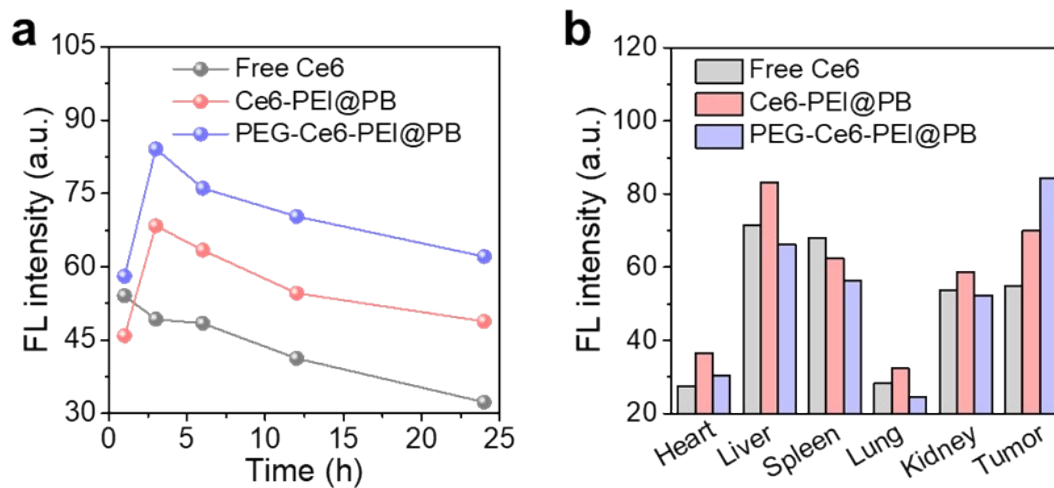 a
105
90
75
60
45
30
FL intensity (a.u.)
Free Ce6
Ce6-PEI@PB
PEG-Ce6-PEI@PB
0 5 10 15 20 25
Time (h)
b
120
100
80
60
40
20
FL intensity (a.u.)
Free Ce6
Ce6-PEI@PB
PEG-Ce6-PEI@PB
Heart Liver Spleen Lung Kidney Tumor